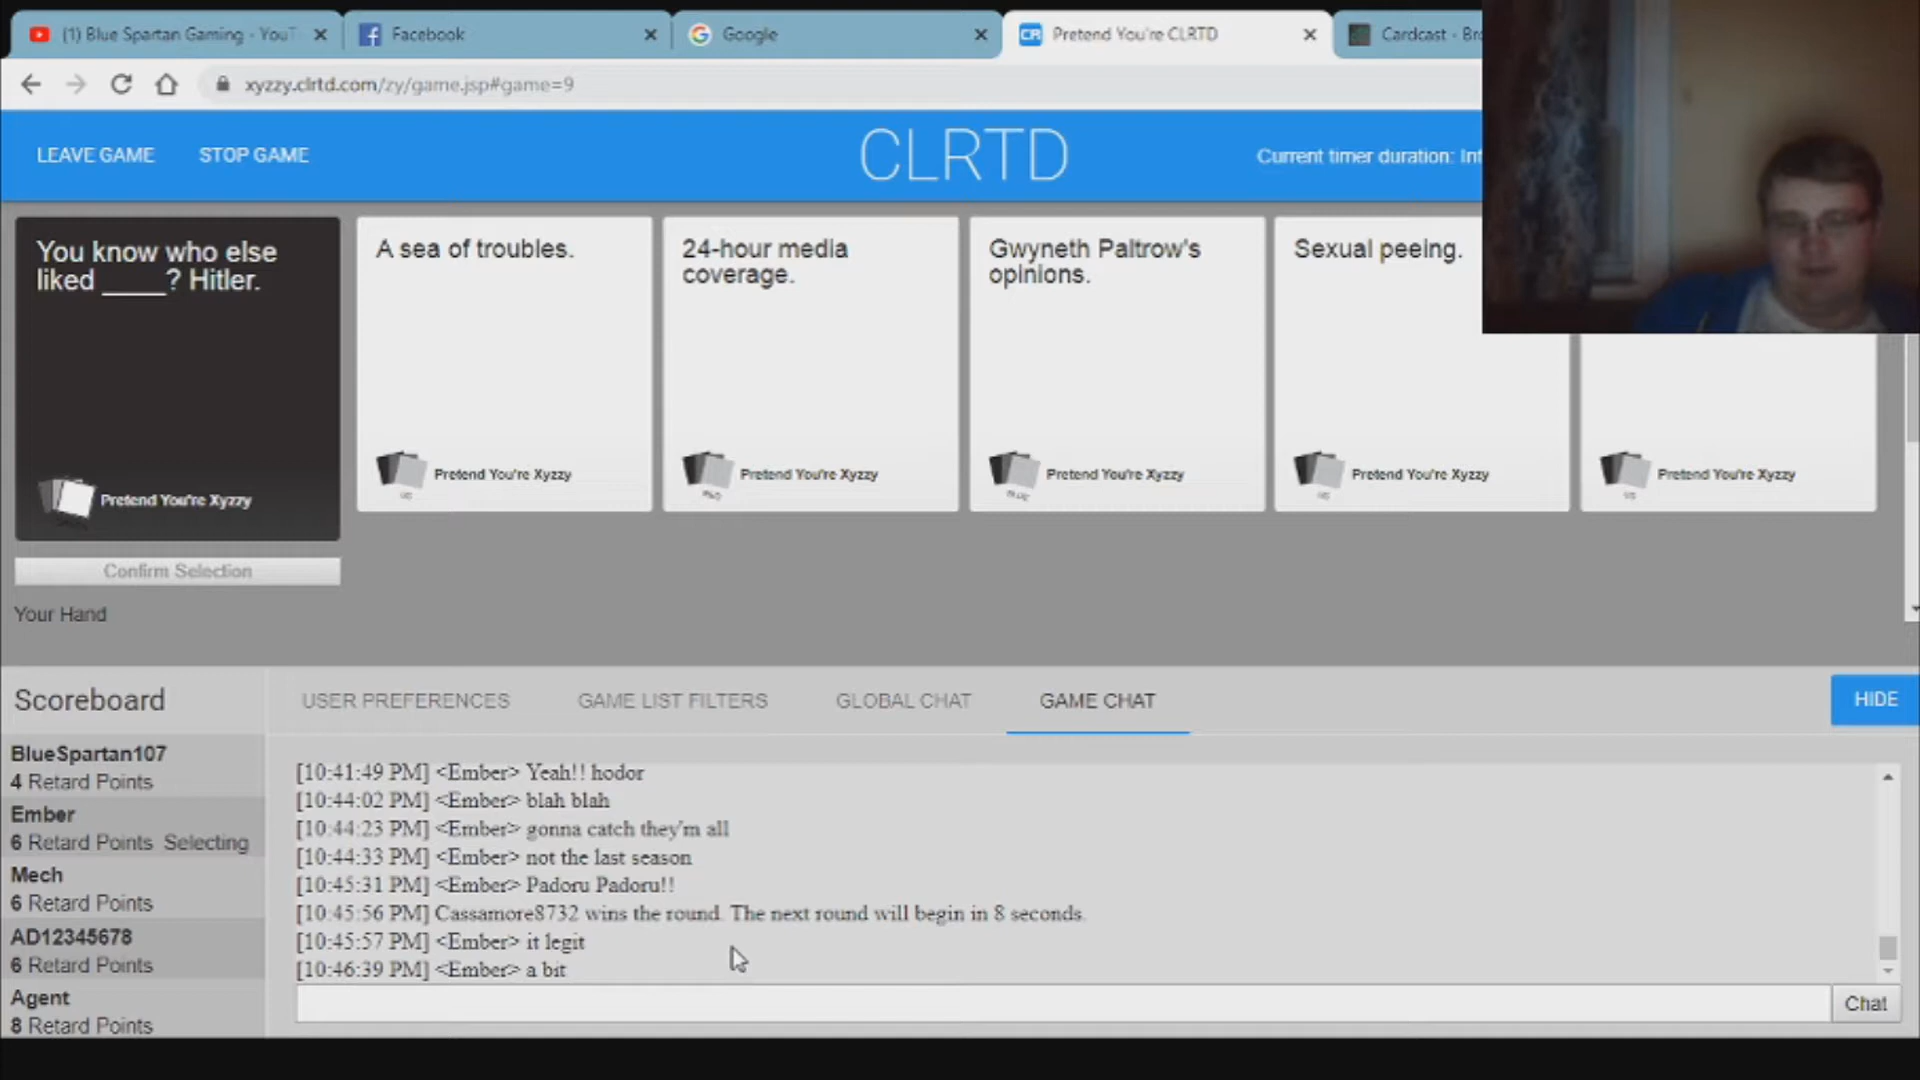 (1) Blue Spartan Gaming - YouT
Facebook
Google
Pretend You're CLRTD
Cardcast - Bro
xyzzy.clrtd.com/zy/game.jsp#game=9
LEAVE GAME
STOP GAME
CLRTD
Current timer duration: Inf
You know who else
liked ____? Hitler.
Pretend You're Xyzzy
A sea of troubles.
US
Pretend You're Xyzzy
24-hour media
coverage.
Pretend You're Xyzzy
Gwyneth Paltrow's
opinions.
BLUE
Pretend You're Xyzzy
Sexual peeing.
US
Pretend You're Xyzzy
US
Pretend You're Xyzzy
Confirm Selection
Your Hand
Scoreboard
USER PREFERENCES
GAME LIST FILTERS
GLOBAL CHAT
GAME CHAT
HIDE
BlueSpartan107
4 Retard Points
Ember
6 Retard Points Selecting
Mech
6 Retard Points
AD12345678
6 Retard Points
Agent
8 Retard Points
[10:41:49 PM] <Ember> Yeah!! hodor
[10:44:02 PM] <Ember> blah blah
[10:44:23 PM] <Ember> gonna catch they'm all
[10:44:33 PM] <Ember> not the last season
[10:45:31 PM] <Ember> Padoru Padoru!!
[10:45:56 PM] Cassamore8732 wins the round. The next round will begin in 8 seconds.
[10:45:57 PM] <Ember> it legit
[10:46:39 PM] <Ember> a bit
Chat